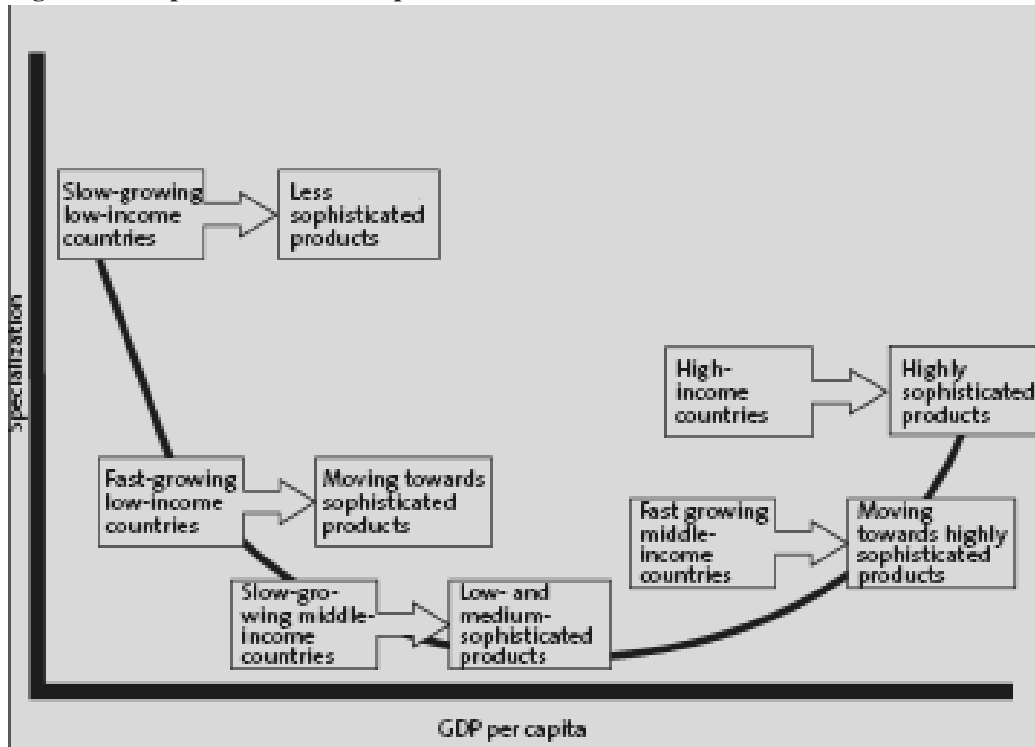 Slow-growing
low-income
countries
Less
sophisticated
products
Specialization
High-
income
countries
Highly
sophisticated
products
Fast-growing
low-income
countries
Moving towards
sophisticated
products
Fast growing
middle-
income
countries
Moving
towards highly
sophisticated
products
Slow-gro-
wing middle-
income
countries
Low- and
medium-
sophisticated
products
GDP per capita